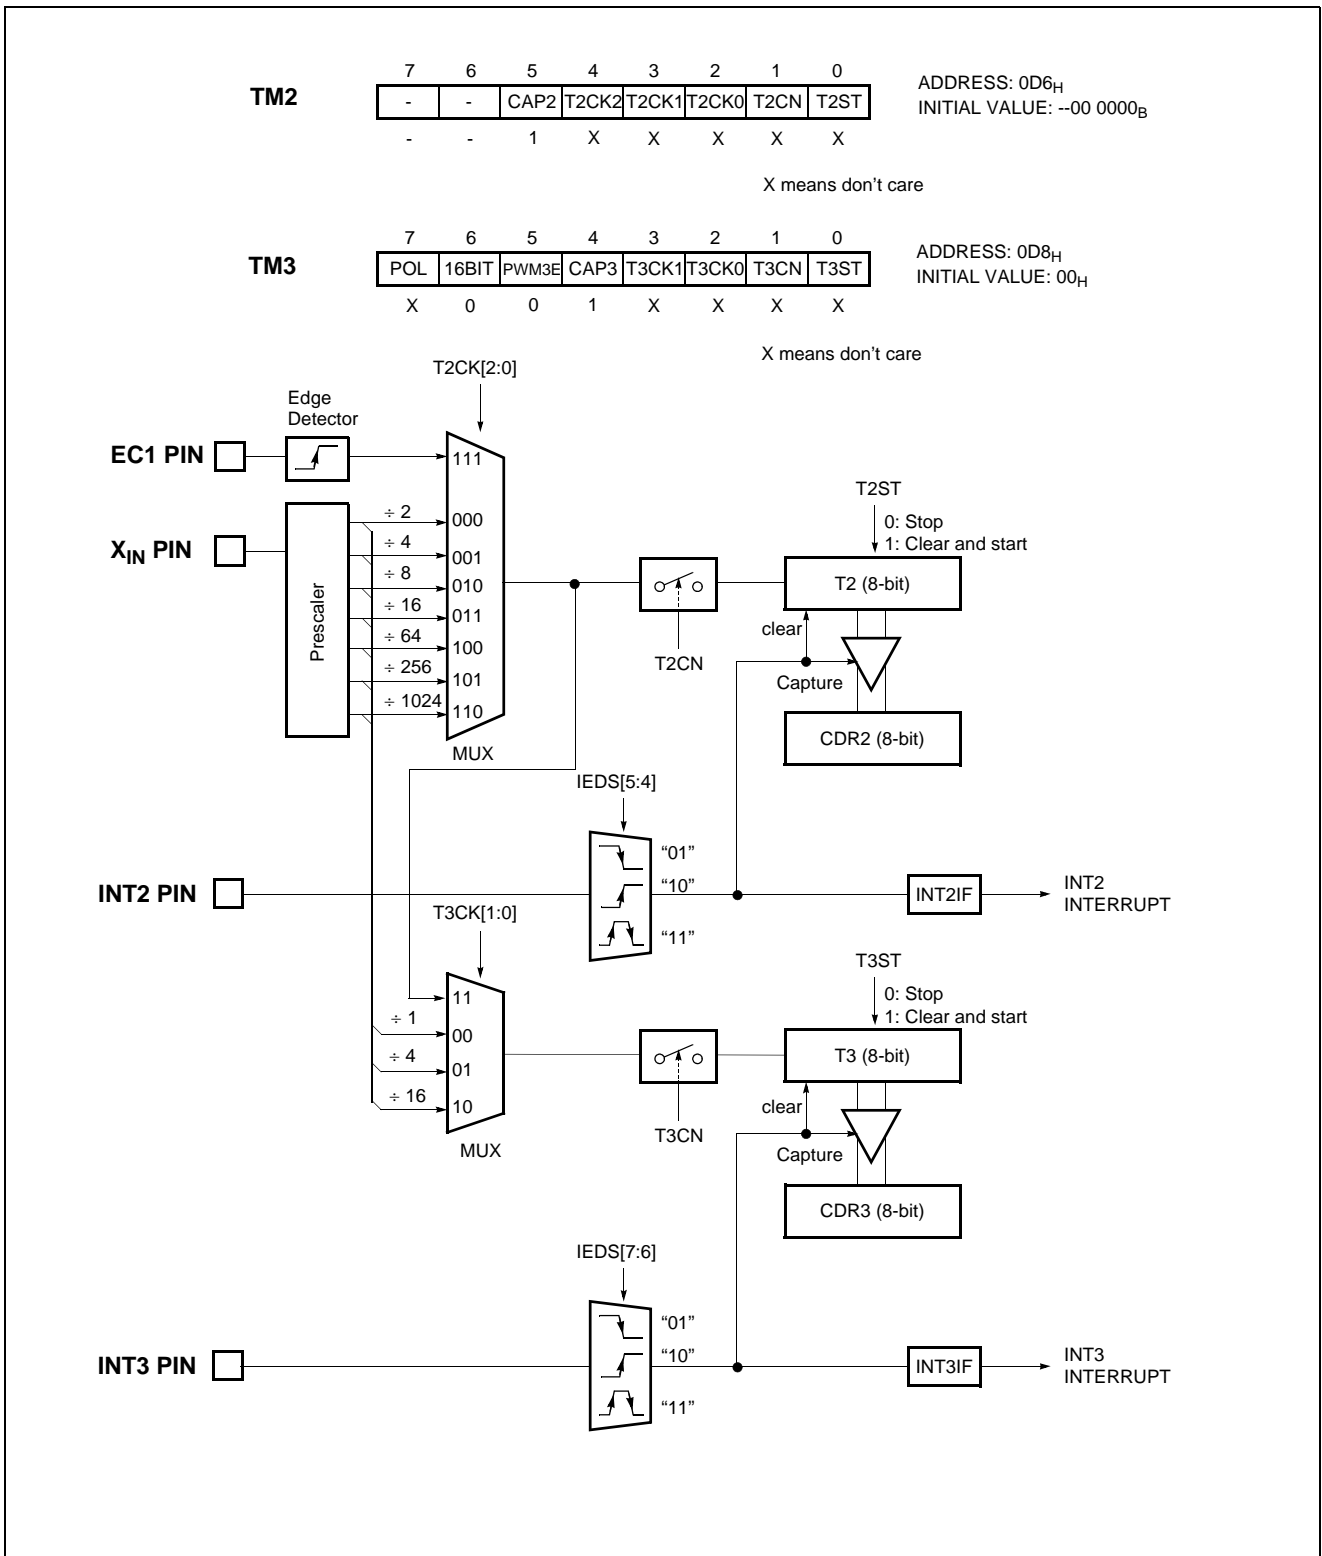 7 6 5 4 3 2 1 0
TM2 - - CAP2 T2CK2 T2CK1 T2CK0 T2CN T2ST
ADDRESS: 0D6H
INITIAL VALUE: --00 0000B
- - 1 X X X X X
X means don't care
7 6 5 4 3 2 1 0
TM3 POL 16BIT PWM3E CAP3 T3CK1 T3CK0 T3CN T3ST
ADDRESS: 0D8H
INITIAL VALUE: 00H
X 0 0 1 X X X X
X means don't care
T2CK[2:0]
Edge
Detector
EC1 PIN
111
T2ST
0: Stop
1: Clear and start
XIN PIN
Prescaler
÷ 2 000
÷ 4 001
÷ 8 010
÷ 16 011
÷ 64 100
÷ 256 101
÷ 1024 110
MUX
T2CN
T2 (8-bit)
clear
Capture
CDR2 (8-bit)
IEDS[5:4]
“01”
INT2 PIN
“10”
“11”
INT2IF
INT2
INTERRUPT
T3CK[1:0]
11
÷ 1 00
÷ 4 01
÷ 16 10
MUX
T3ST
0: Stop
1: Clear and start
T3CN
T3 (8-bit)
clear
Capture
CDR3 (8-bit)
IEDS[7:6]
“01”
INT3 PIN
“10”
“11”
INT3IF
INT3
INTERRUPT